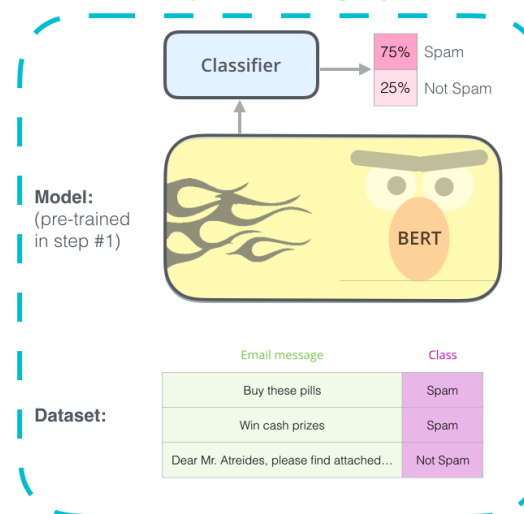 Classifier
75% Spam
25% Not Spam
Model:
(pre-trained
in step #1)
BERT
Email message Class
Dataset:
Buy these pills Spam
Win cash prizes Spam
Dear Mr. Atreides, please find attached... Not Spam